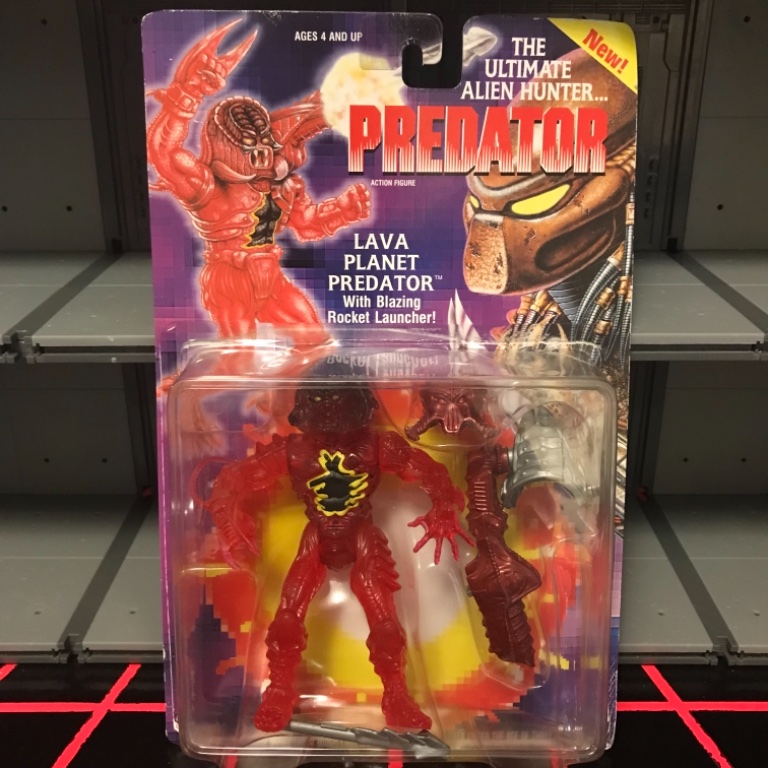 AGES 4 AND UP
New!
THE
ULTIMATE
ALIEN HUNTER...
PREDATOR
ACTION FIGURE
LAVA
PLANET
PREDATOR™
With Blazing
Rocket Launcher!